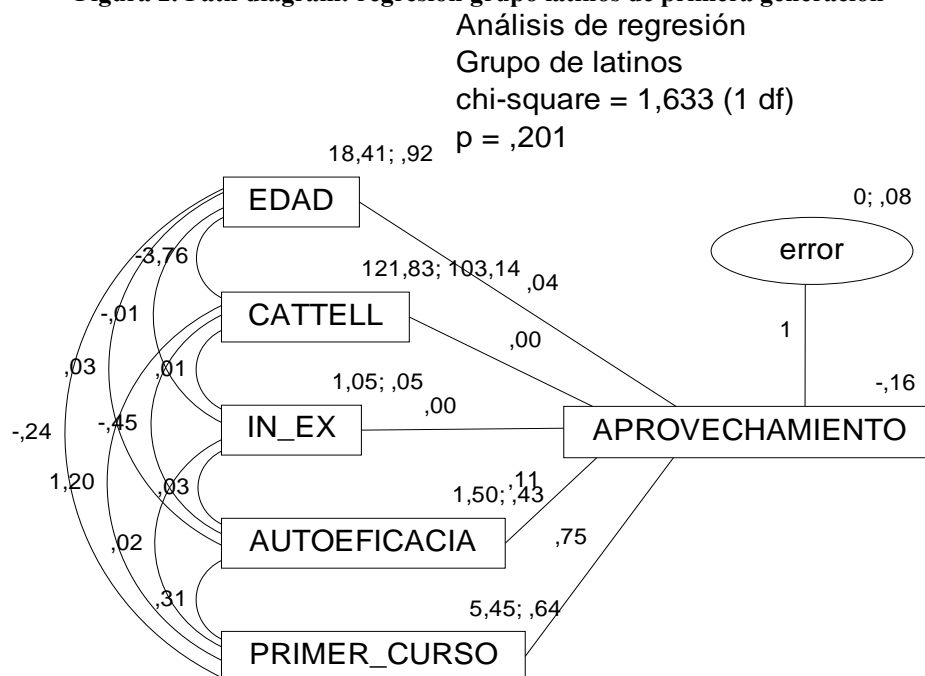 Figura 2. Path diagram: regresión grupo latinos de primera generación
Análisis de regresión
Grupo de latinos
chi-square = 1,633 (1 df)
p = ,201
18,41; ,92
EDAD
0; ,08
error
-3,76
121,83; 103,14
,04
-,01
CATTELL
1
,00
,03
,01
1,05; ,05
-,16
,00
-,24
-,45
IN_EX
APROVECHAMIENTO
1,20
,03
,11
1,50; ,43
AUTOEFICACIA
,02
,75
,31
5,45; ,64
PRIMER_CURSO